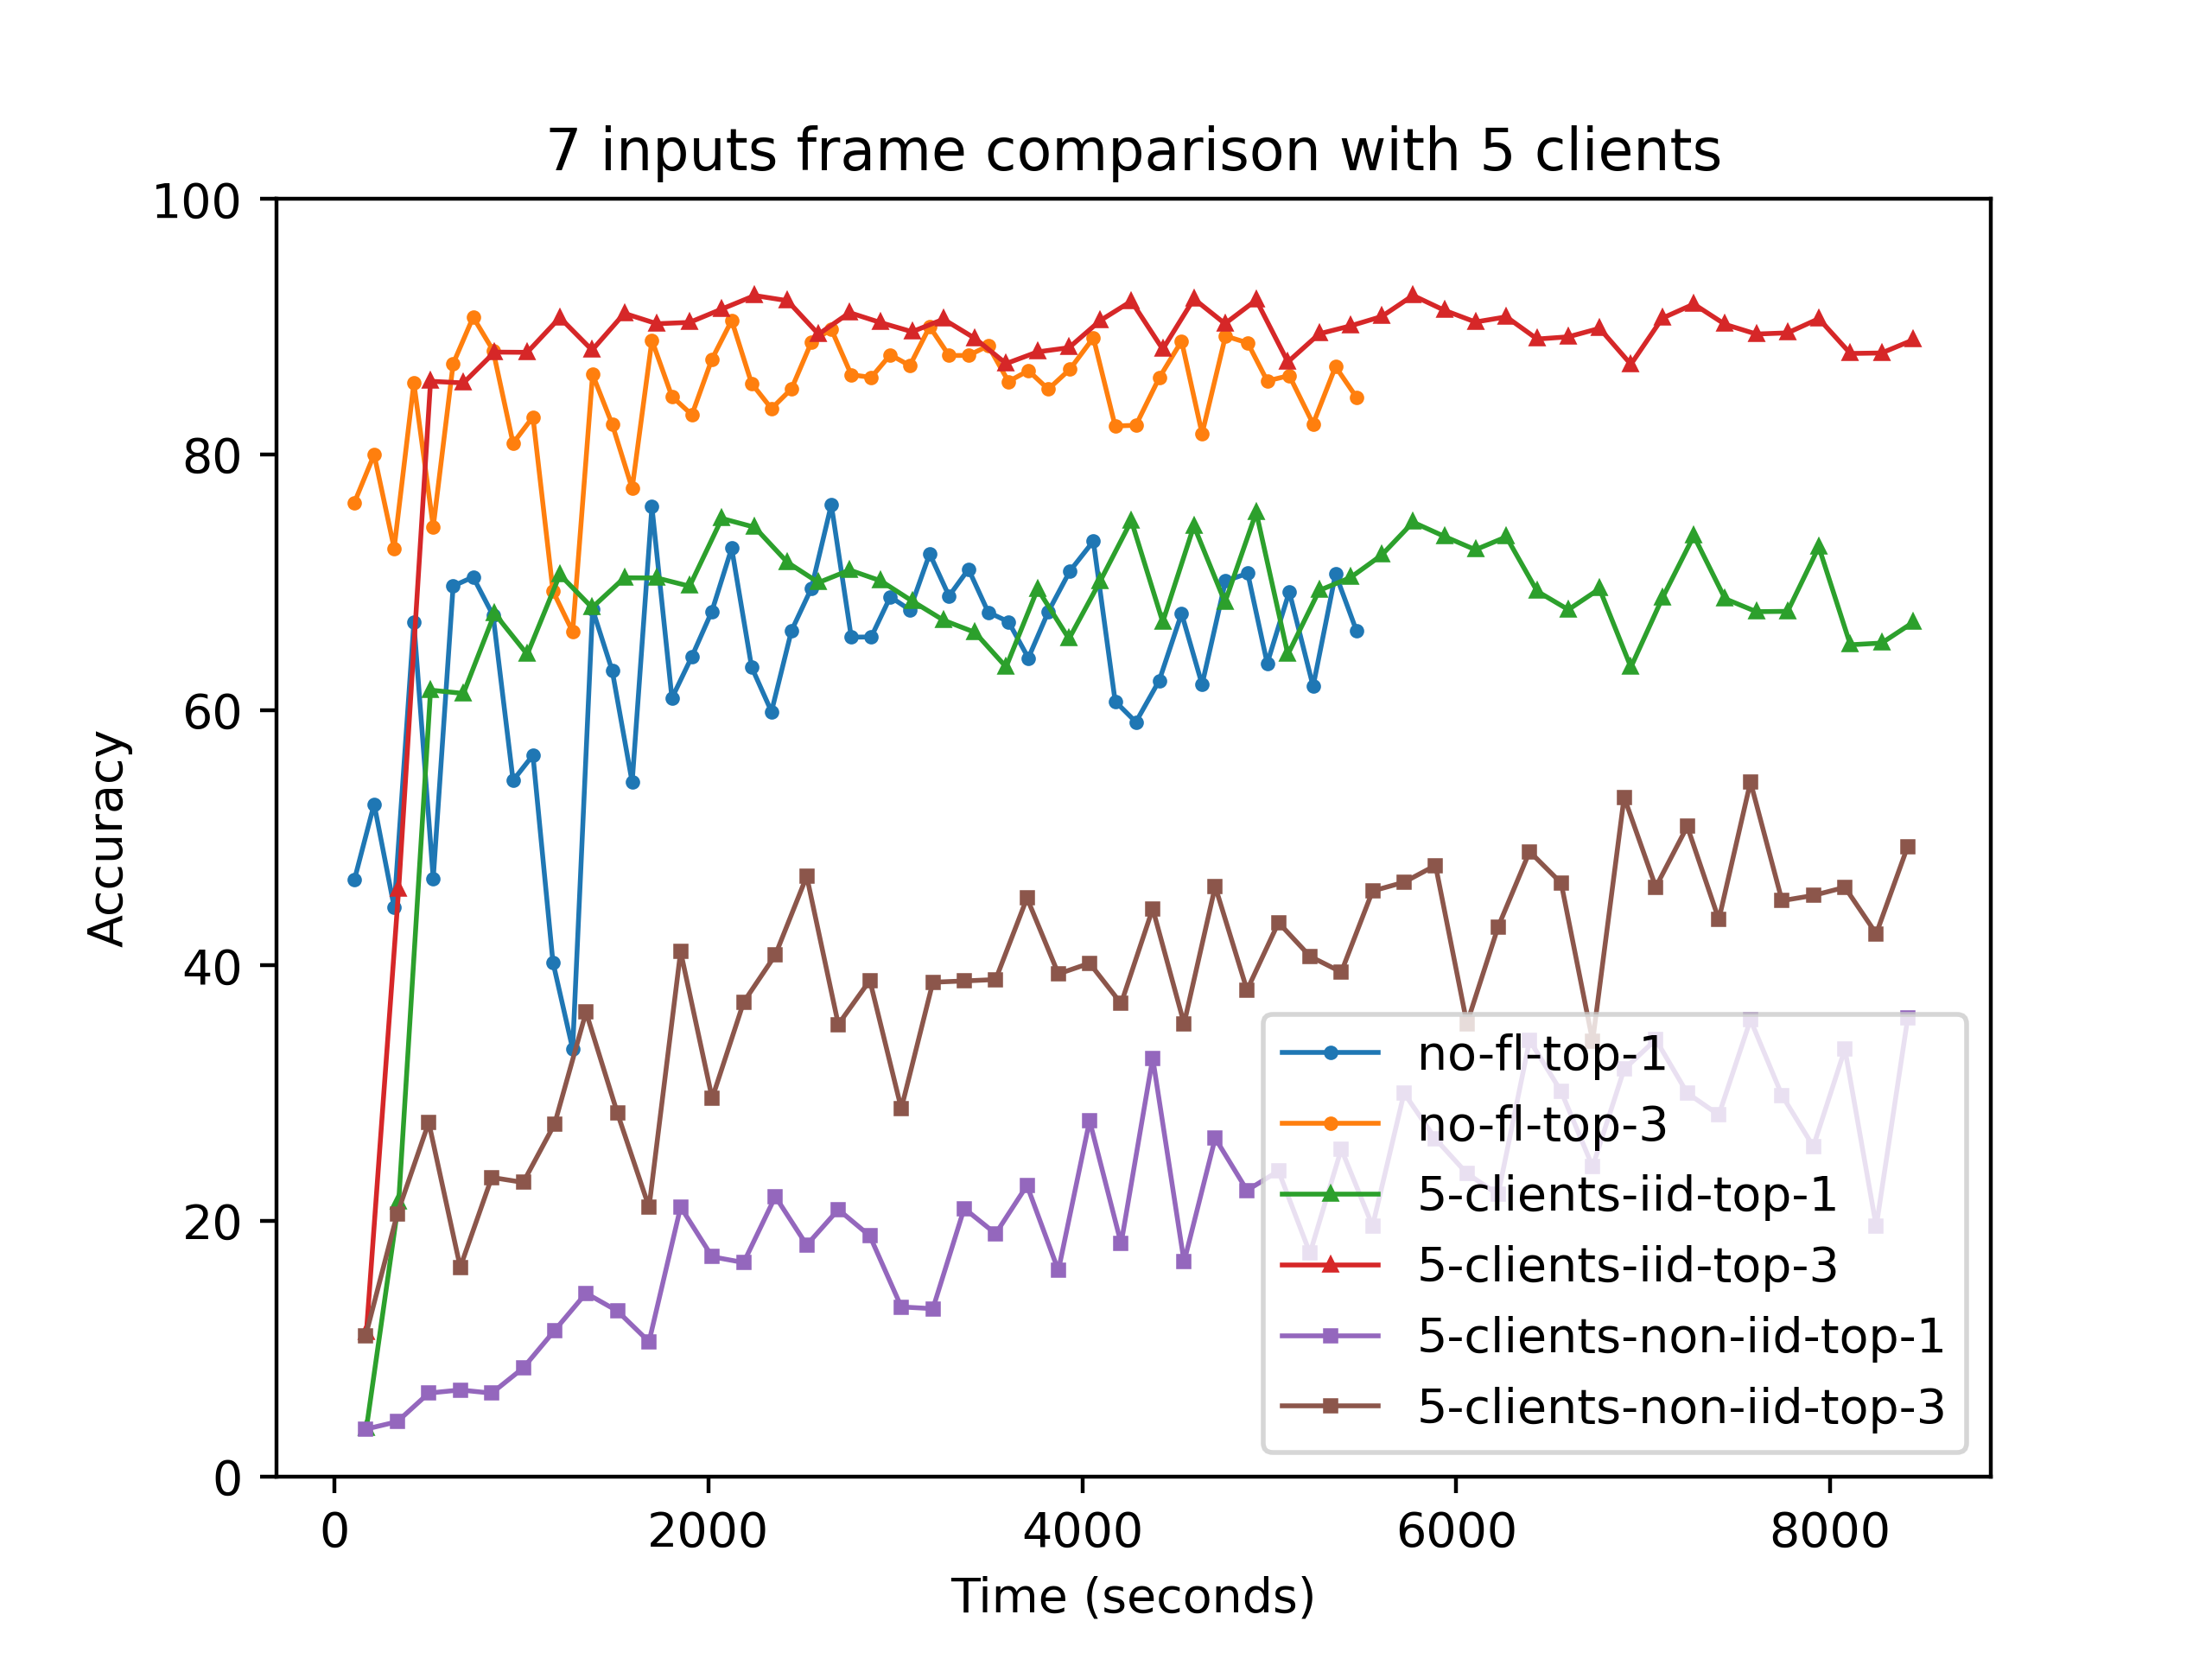 7 inputs frame comparison with 5 clients
100
80
60
40
20
0
Accuracy
0 2000 4000 6000 8000
Time (seconds)
no-fl-top-1
no-fl-top-3
5-clients-iid-top-1
5-clients-iid-top-3
5-clients-non-iid-top-1
5-clients-non-iid-top-3